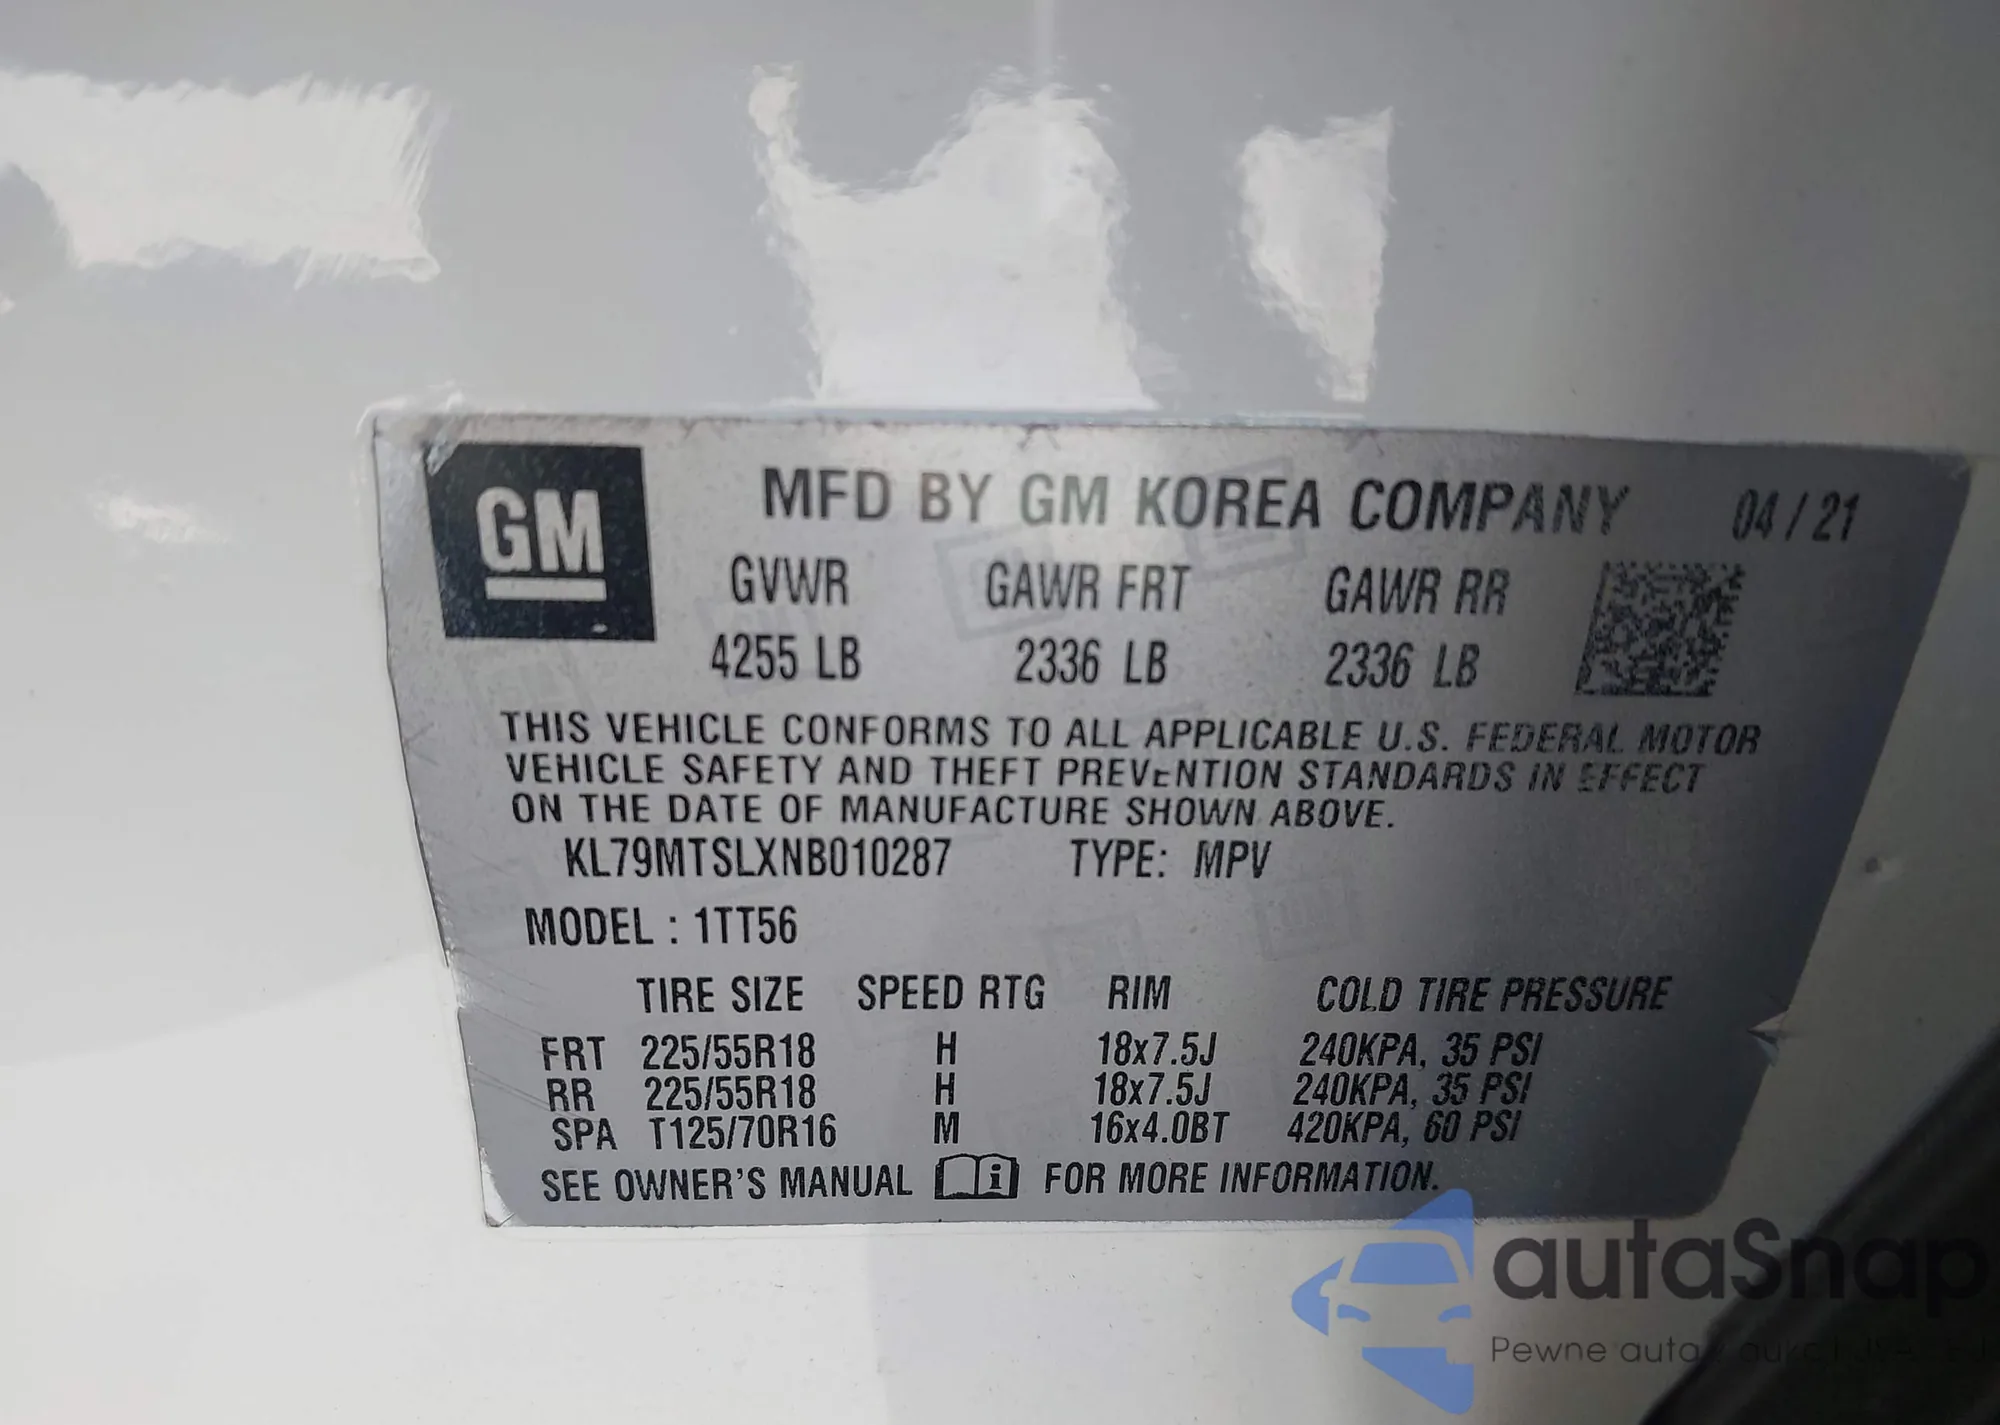 GM
MFD BY GM KOREA COMPANY 04/21
GVWR GAWR FRT GAWR RR
4255 LB 2336 LB 2336 LB
THIS VEHICLE CONFORMS TO ALL APPLICABLE U.S. FEDERAL MOTOR
VEHICLE SAFETY AND THEFT PREVENTION STANDARDS IN EFFECT
ON THE DATE OF MANUFACTURE SHOWN ABOVE.
KL79MTSLXNB010287 TYPE: MPV
MODEL : 1TT56
TIRE SIZE SPEED RTG RIM COLD TIRE PRESSURE
FRT 225/55R18 H 18x7.5J 240KPA, 35 PSI
RR 225/55R18 H 18x7.5J 240KPA, 35 PSI
SPA T125/70R16 M 16x4.0BT 420KPA, 60 PSI
SEE OWNER'S MANUAL i FOR MORE INFORMATION.
autaSnap
Pewne auta